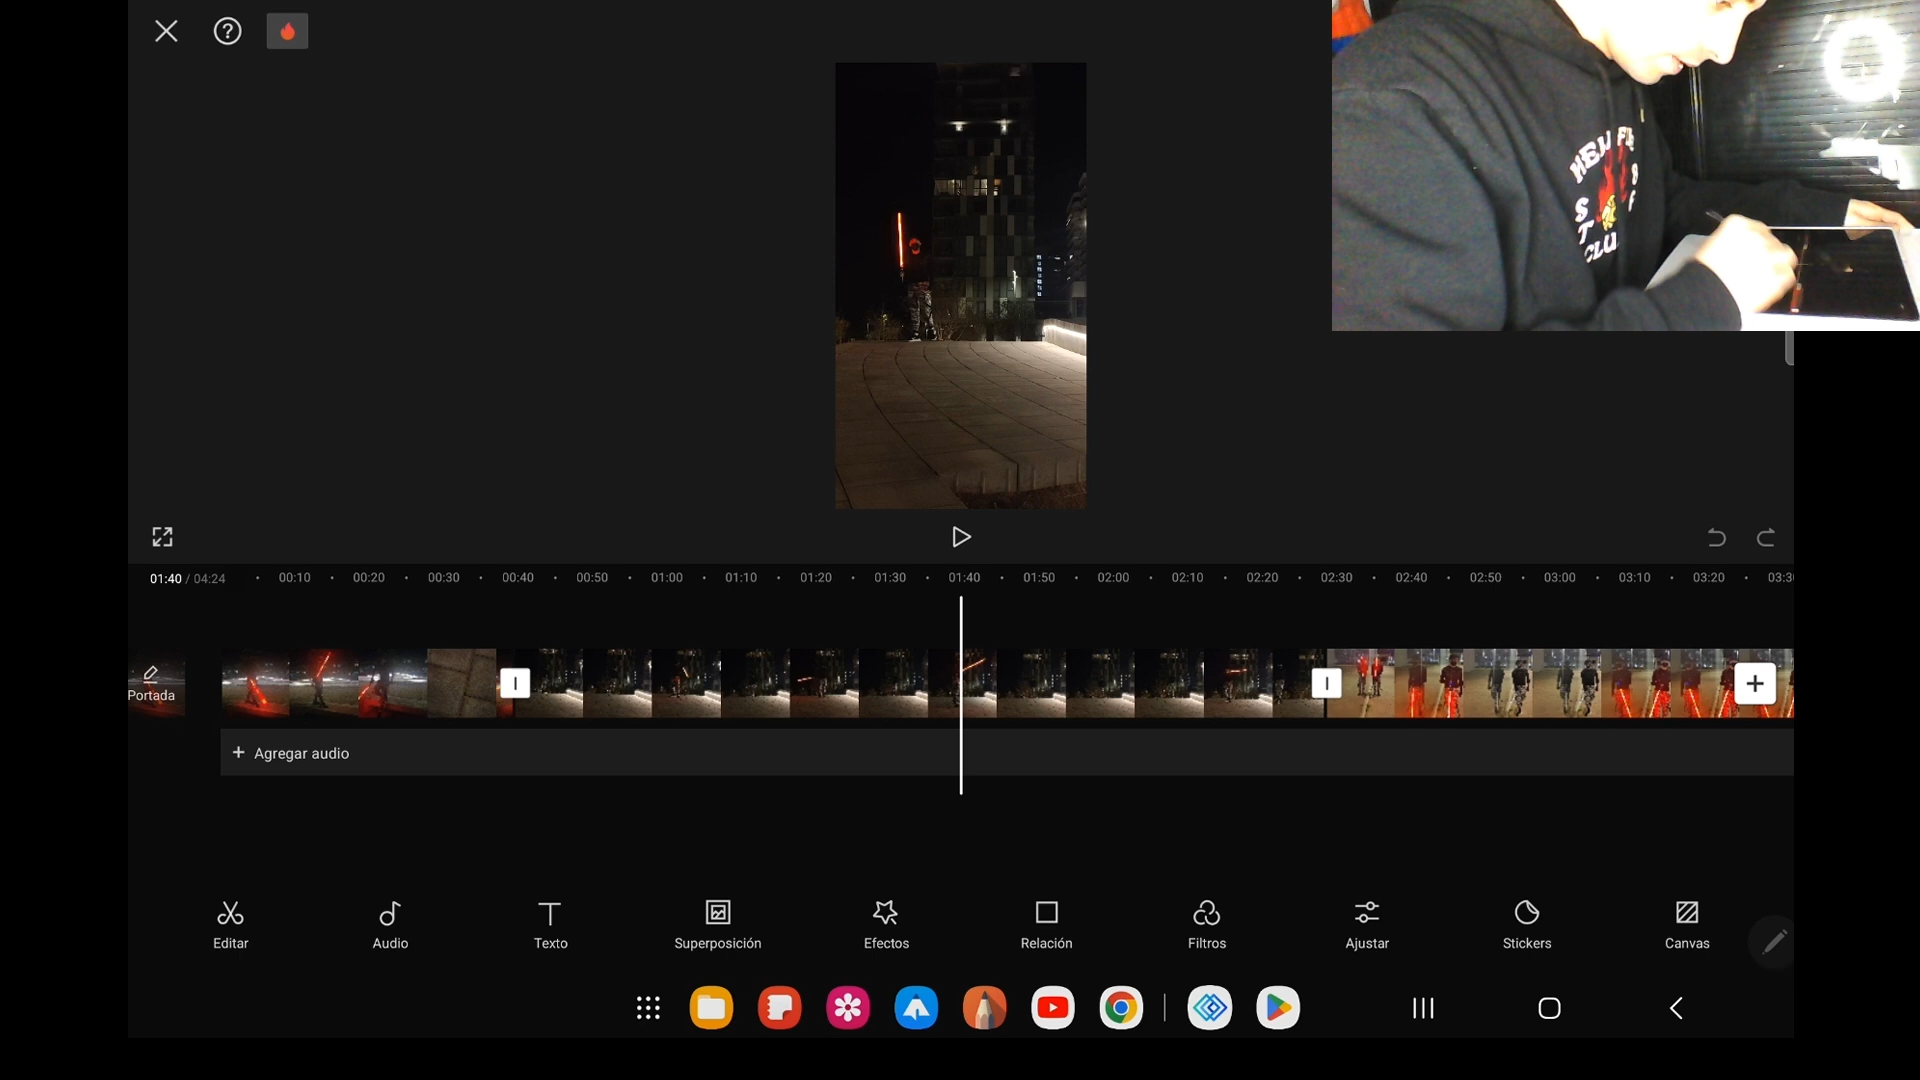 01:40 / 04:24
00:10
00:20
00:30
00:40
00:50
01:00
01:10
01:20
01:30
01:40
01:50
02:00
02:10
02:20
02:30
02:40
02:50
03:00
03:10
03:20
Portada
+ Agregar audio
Editar
Audio
Texto
Superposición
Efectos
Relación
Filtros
Ajustar
Stickers
Canvas